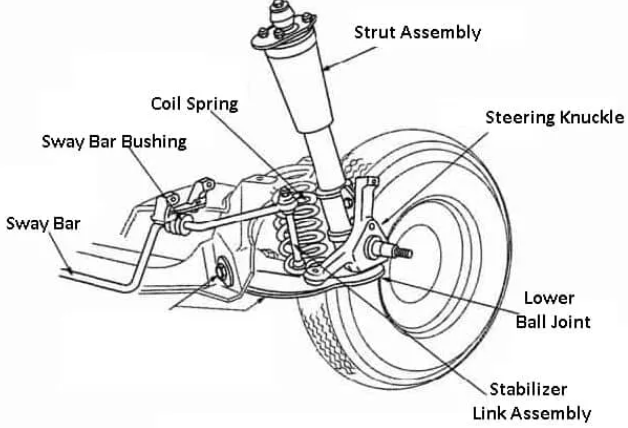 Strut Assembly
Coil Spring
Steering Knuckle
Sway Bar Bushing
Sway Bar
Lower
Ball Joint
Stabilizer
Link Assembly